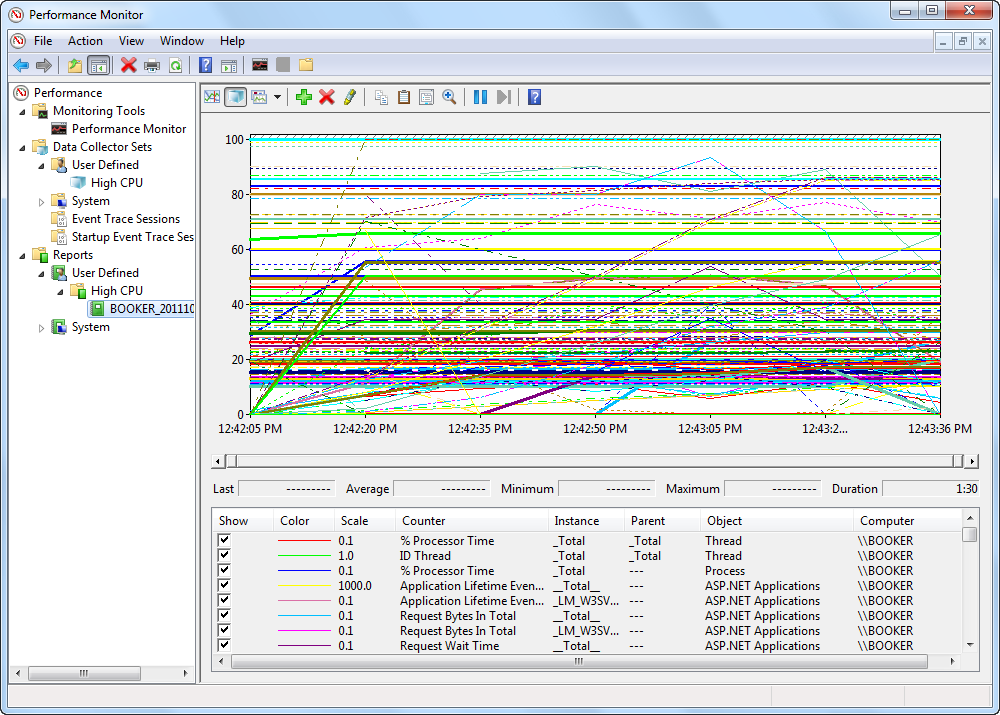 Performance Monitor
File Action View Window Help
Performance
Monitoring Tools
Performance Monitor
Data Collector Sets
User Defined
High CPU
System
Event Trace Sessions
Startup Event Trace Ses
Reports
User Defined
High CPU
BOOKER_201110
System
100
80
60
40
20
0
12:42:05 PM 12:42:20 PM 12:42:35 PM 12:42:50 PM 12:43:05 PM 12:43:2... 12:43:36 PM
Last ---------- Average ---------- Minimum ---------- Maximum ---------- Duration 1:30
Show Color Scale Counter Instance Parent Object Computer
0.1 % Processor Time _Total _Total Thread \\BOOKER
1.0 ID Thread _Total _Total Thread \\BOOKER
0.1 % Processor Time _Total --- Process \\BOOKER
1000.0 Application Lifetime Even... __Total__ --- ASP.NET Applications \\BOOKER
0.1 Application Lifetime Even... _LM_W3SV... --- ASP.NET Applications \\BOOKER
0.1 Request Bytes In Total __Total__ --- ASP.NET Applications \\BOOKER
0.1 Request Bytes In Total _LM_W3SV... --- ASP.NET Applications \\BOOKER
0.1 Request Wait Time __Total__ --- ASP.NET Applications \\BOOKER